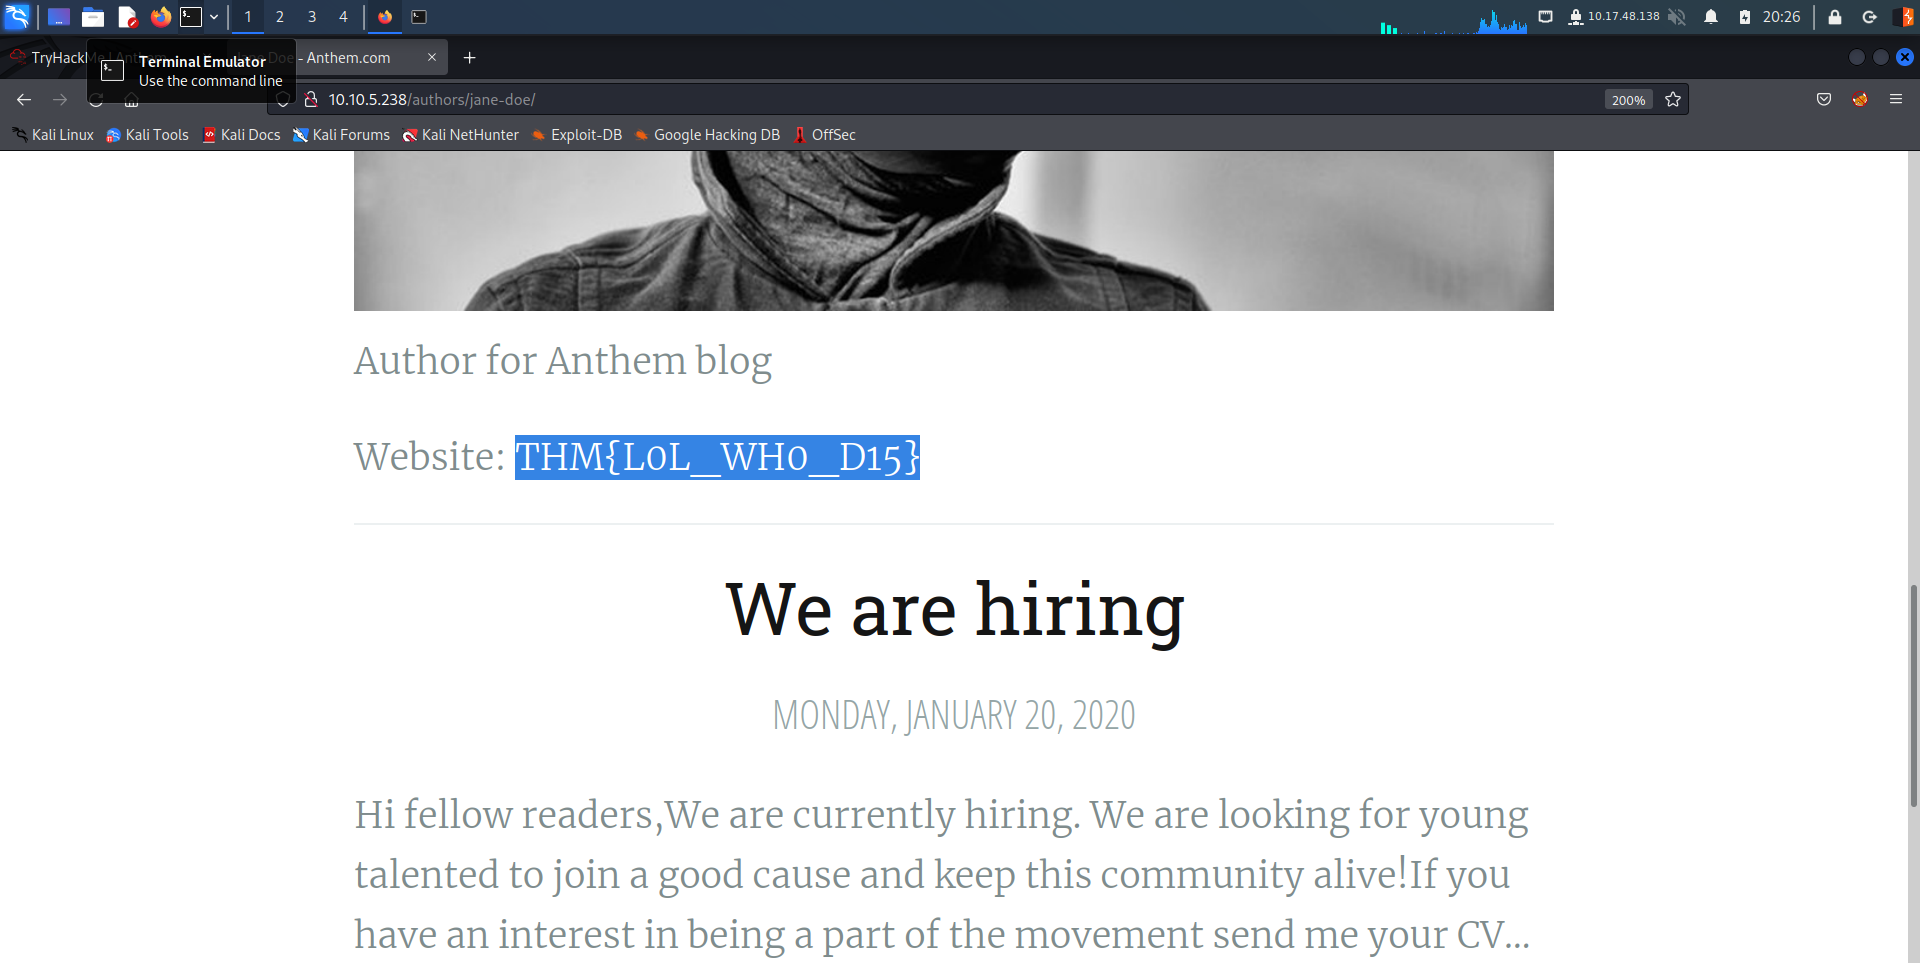 1 2 3 4 10.17.48.138 20:26
TryHackMe | Anthem Doe - Anthem.com
Terminal Emulator
Use the command line
10.10.5.238/authors/jane-doe/ 200%
Kali Linux Kali Tools Kali Docs Kali Forums Kali NetHunter Exploit-DB Google Hacking DB OffSec
Author for Anthem blog
Website: THM{L0L_WH0_D15}
We are hiring
MONDAY, JANUARY 20, 2020
Hi fellow readers,We are currently hiring. We are looking for young
talented to join a good cause and keep this community alive!If you
have an interest in being a part of the movement send me your CV...